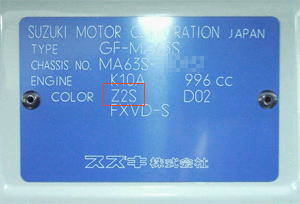 SUZUKI MOTOR CORPORATION JAPAN
TYPE GF-MA63S
CHASSIS NO. MA63S-
ENGINE K10A 996 cc
COLOR Z2S D02
FXVD-S
スズキ株式会社